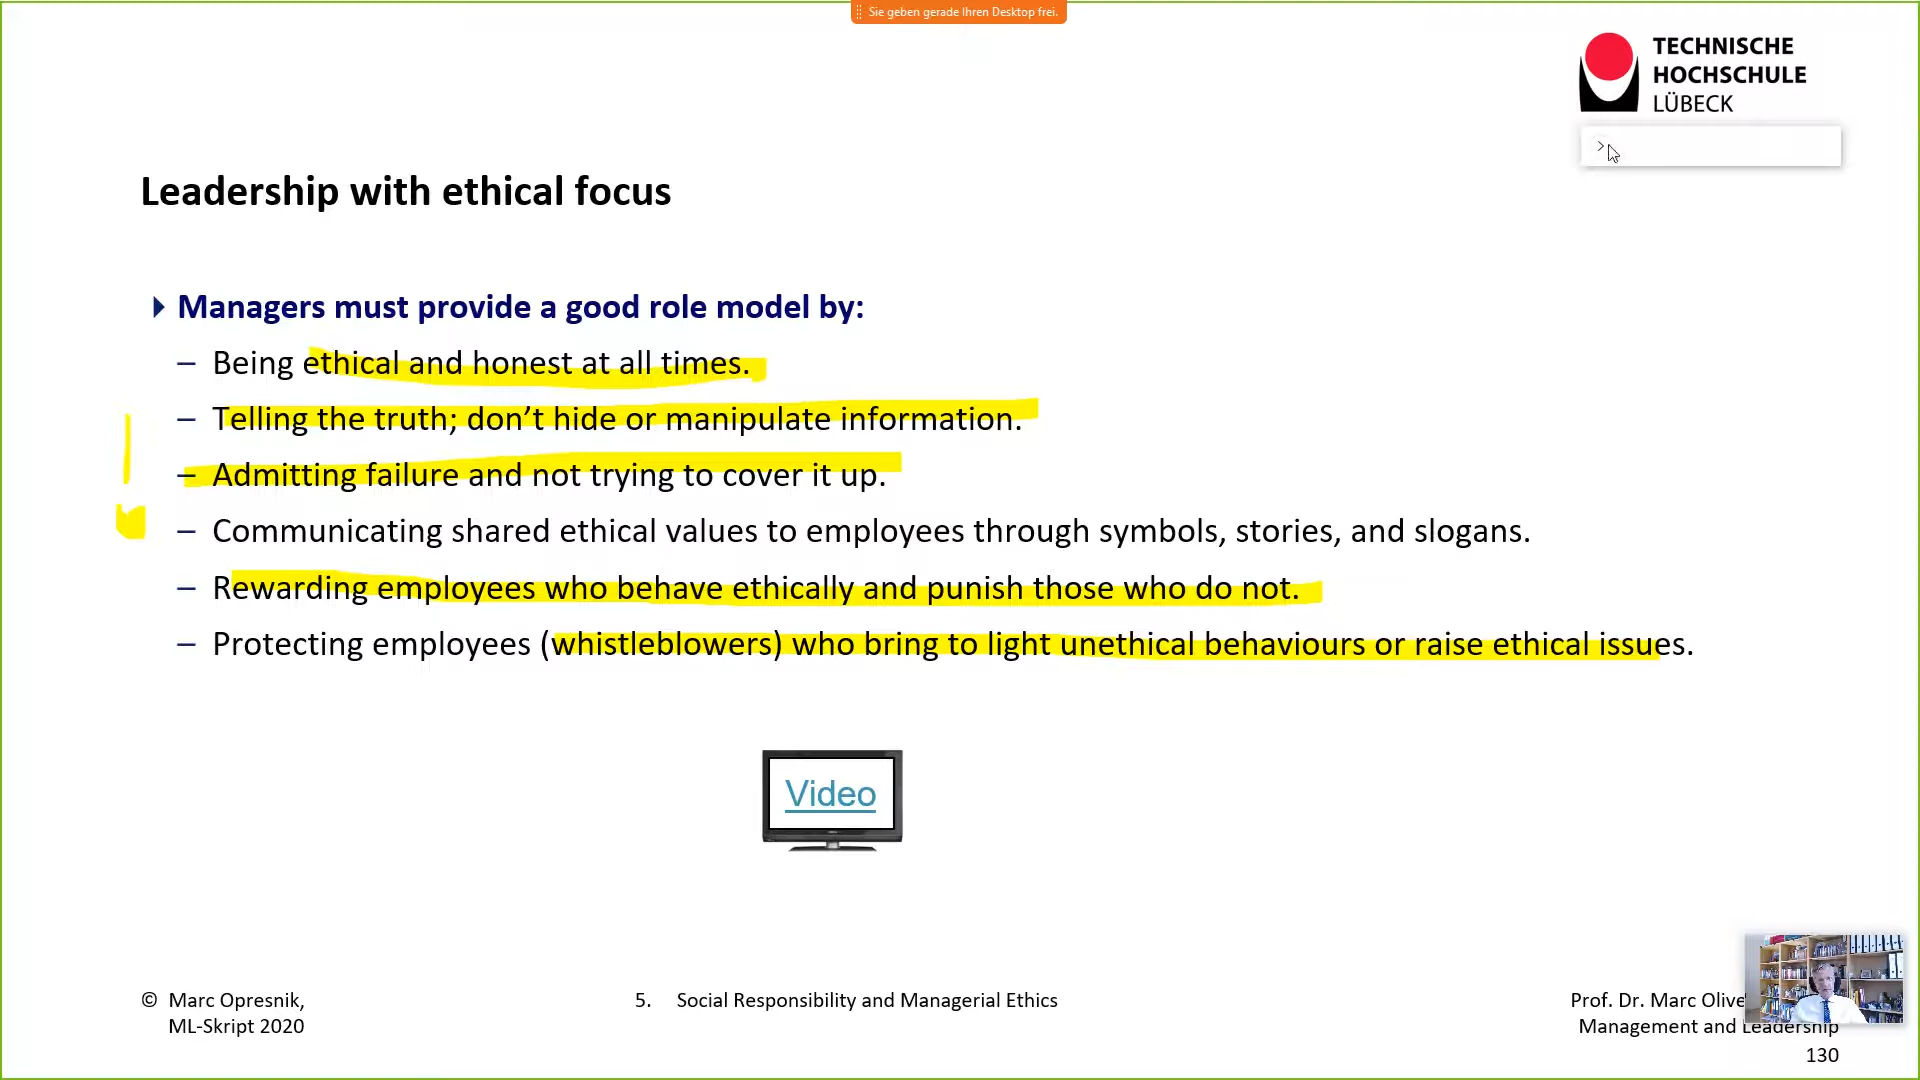 Sie geben gerade Ihren Desktop frei.
TECHNISCHE
HOCHSCHULE
LÜBECK
Leadership with ethical focus
Managers must provide a good role model by:
– Being ethical and honest at all times.
– Telling the truth; don’t hide or manipulate information.
– Admitting failure and not trying to cover it up.
– Communicating shared ethical values to employees through symbols, stories, and slogans.
– Rewarding employees who behave ethically and punish those who do not.
– Protecting employees (whistleblowers) who bring to light unethical behaviours or raise ethical issues.
Video
© Marc Opresnik,
ML-Skript 2020
5. Social Responsibility and Managerial Ethics
Prof. Dr. Marc Olive
Management and Leadership
130